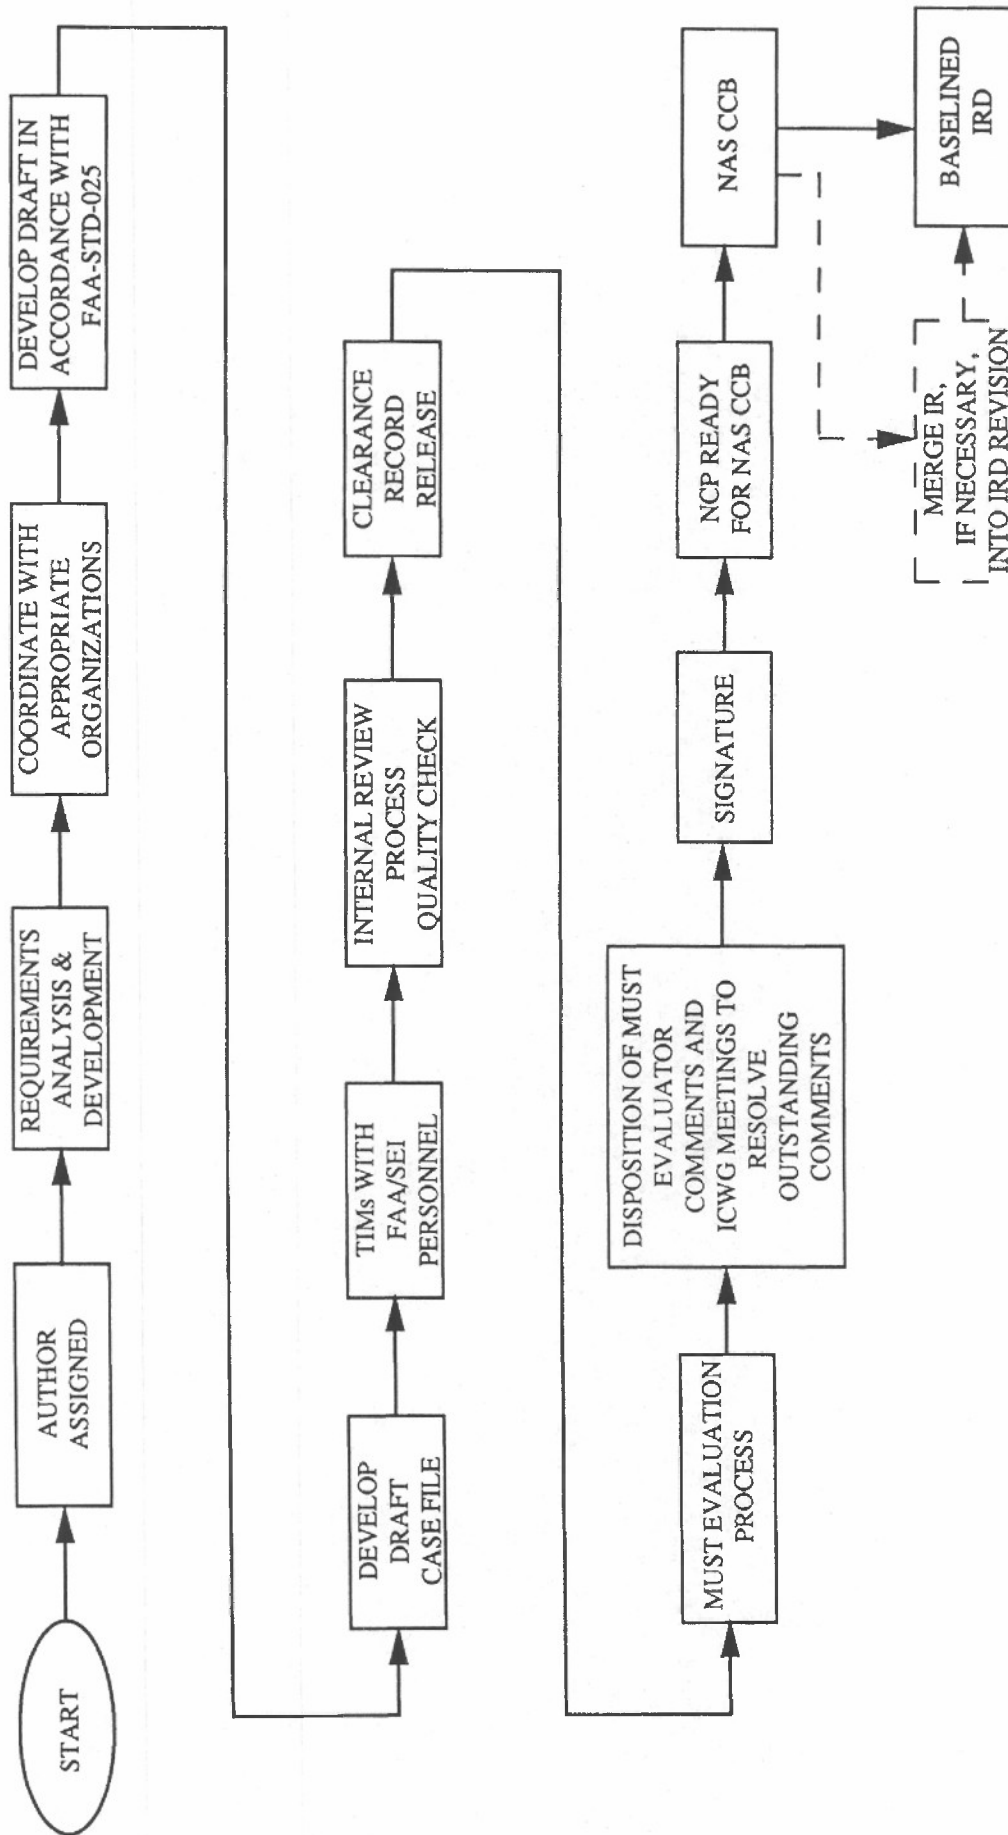 START
AUTHOR
ASSIGNED
REQUIREMENTS
ANALYSIS &
DEVELOPMENT
COORDINATE WITH
APPROPRIATE
ORGANIZATIONS
DEVELOP DRAFT IN
ACCORDANCE WITH
FAA-STD-025
DEVELOP
DRAFT
CASE FILE
TIMs WITH
FAA/SEI
PERSONNEL
INTERNAL REVIEW
PROCESS
QUALITY CHECK
CLEARANCE
RECORD
RELEASE
MUST EVALUATION
PROCESS
DISPOSITION OF MUST
EVALUATOR
COMMENTS AND
ICWG MEETINGS TO
RESOLVE
OUTSTANDING
COMMENTS
SIGNATURE
NCP READY
FOR NAS CCB
NAS CCB
MERGE IR,
IF NECESSARY,
INTO IRD REVISION
BASELINED
IRD